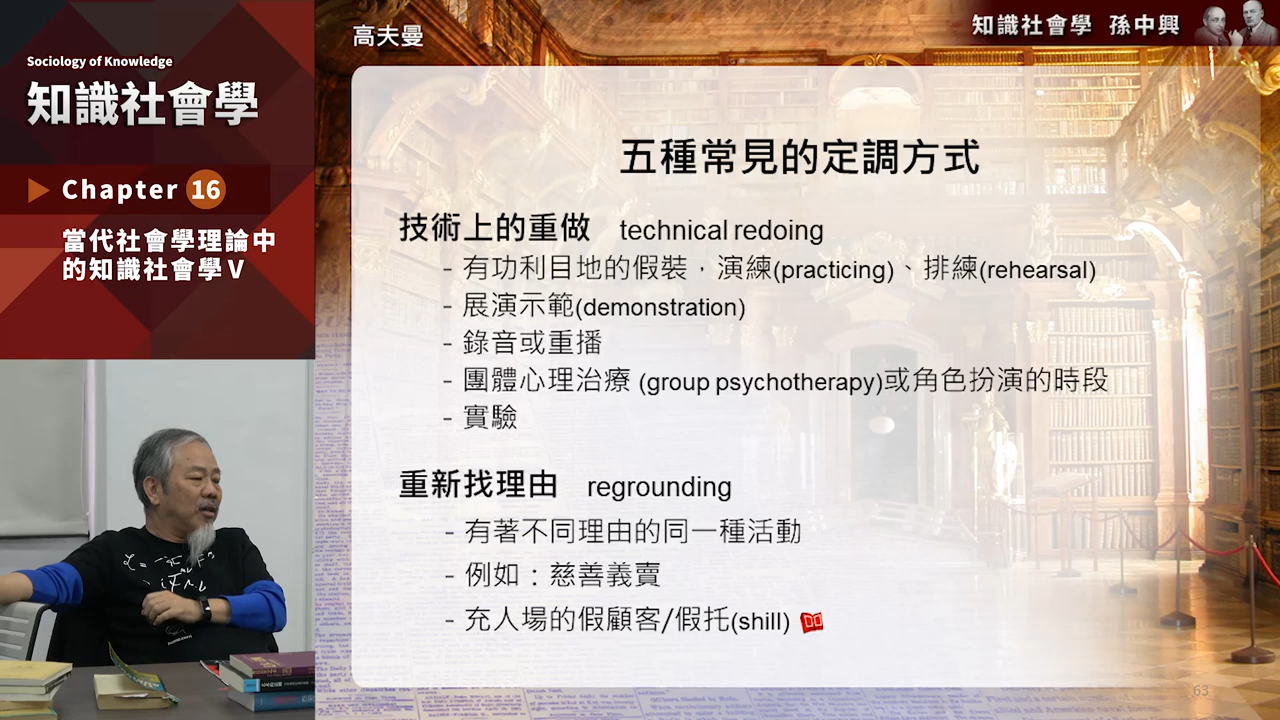 Sociology of Knowledge
知識社會學
Chapter 16
當代社會學理論中
的知識社會學 V
高夫曼
知識社會學 孫中興
五種常見的定調方式
技術上的重做 technical redoing
- 有功利目地的假裝，演練(practicing)、排練(rehearsal)
- 展演示範(demonstration)
- 錄音或重播
- 團體心理治療 (group psychotherapy)或角色扮演的時段
- 實驗
重新找理由 regrounding
- 有著不同理由的同一種活動
- 例如：慈善義賣
- 充人場的假顧客/假托(shill)
63